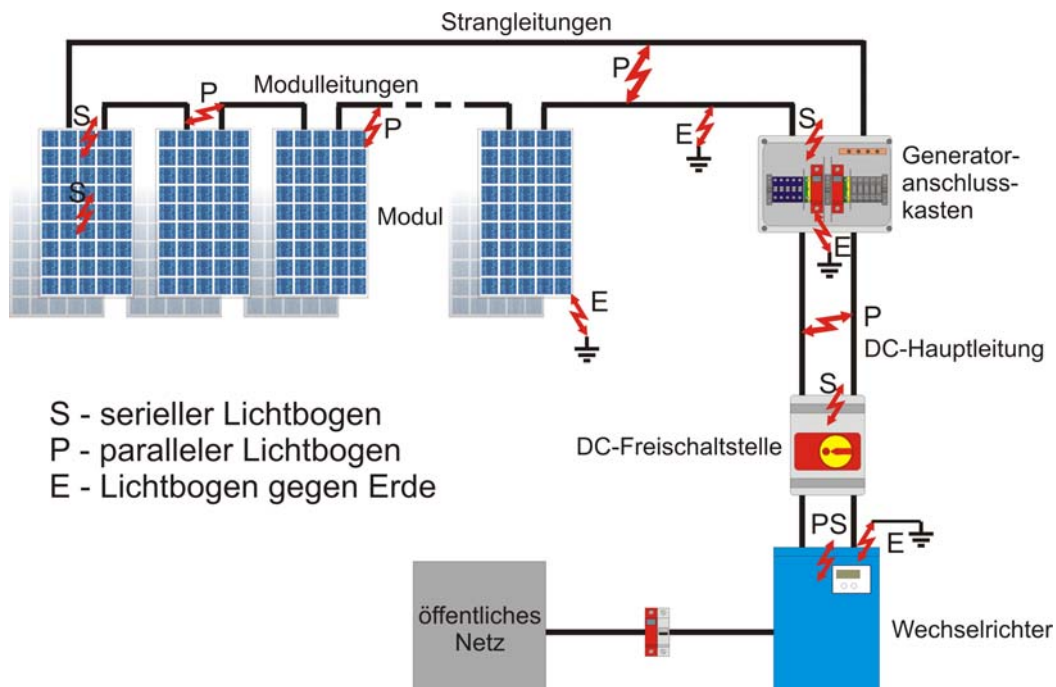 Strangleitungen
P
Modulleitungen
S
P
P
E
S
Generator-
anschluss-
kasten
S
Modul
E
E
P
DC-Hauptleitung
S
S - serieller Lichtbogen
P - paralleler Lichtbogen
E - Lichtbogen gegen Erde
DC-Freischaltstelle
PS
E
öffentliches
Netz
Wechselrichter